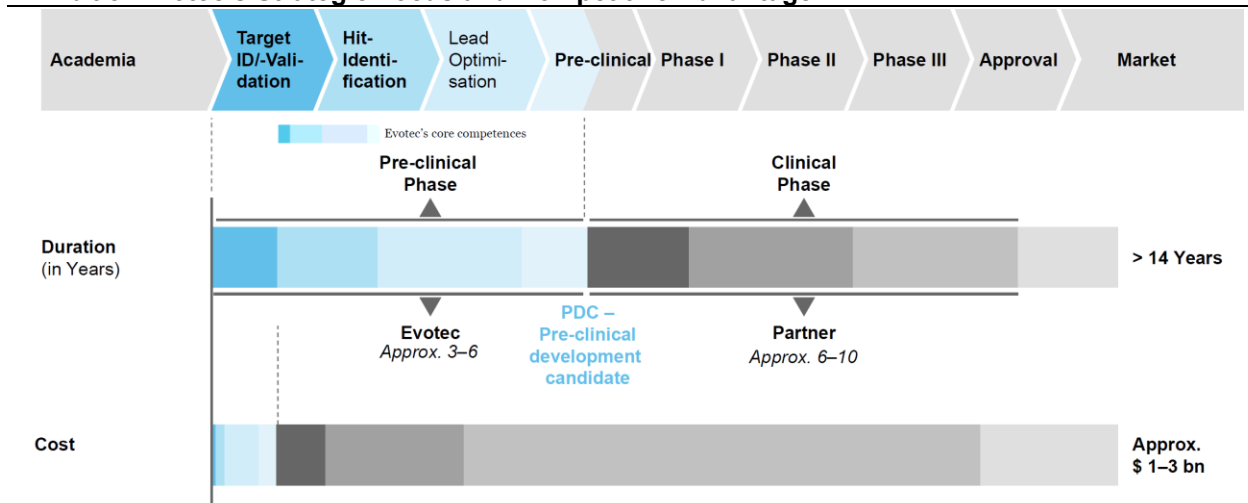 Academia
Target
ID/-Vali-
dation
Hit-
Identi-
fication
Lead
Optimi-
sation
Pre-clinical
Phase I
Phase II
Phase III
Approval
Market
Evotec's core competences
Pre-clinical
Phase
Clinical
Phase
Duration
(in Years)
> 14 Years
Evotec
Approx. 3–6
PDC –
Pre-clinical
development
candidate
Partner
Approx. 6–10
Cost
Approx.
$ 1–3 bn